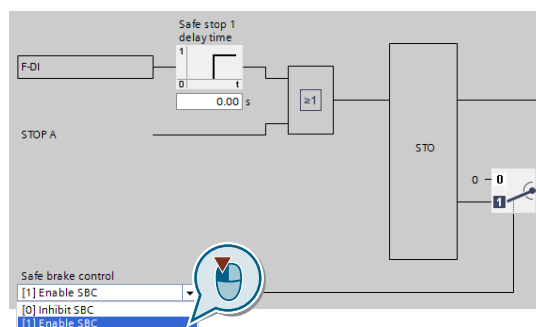 Safe stop 1
delay time
1
F-DI
0 t
0.00 s
≥1
STOP A
STO
0 0
1
Safe brake control
[1] Enable SBC
[0] Inhibit SBC
[1] Enable SBC